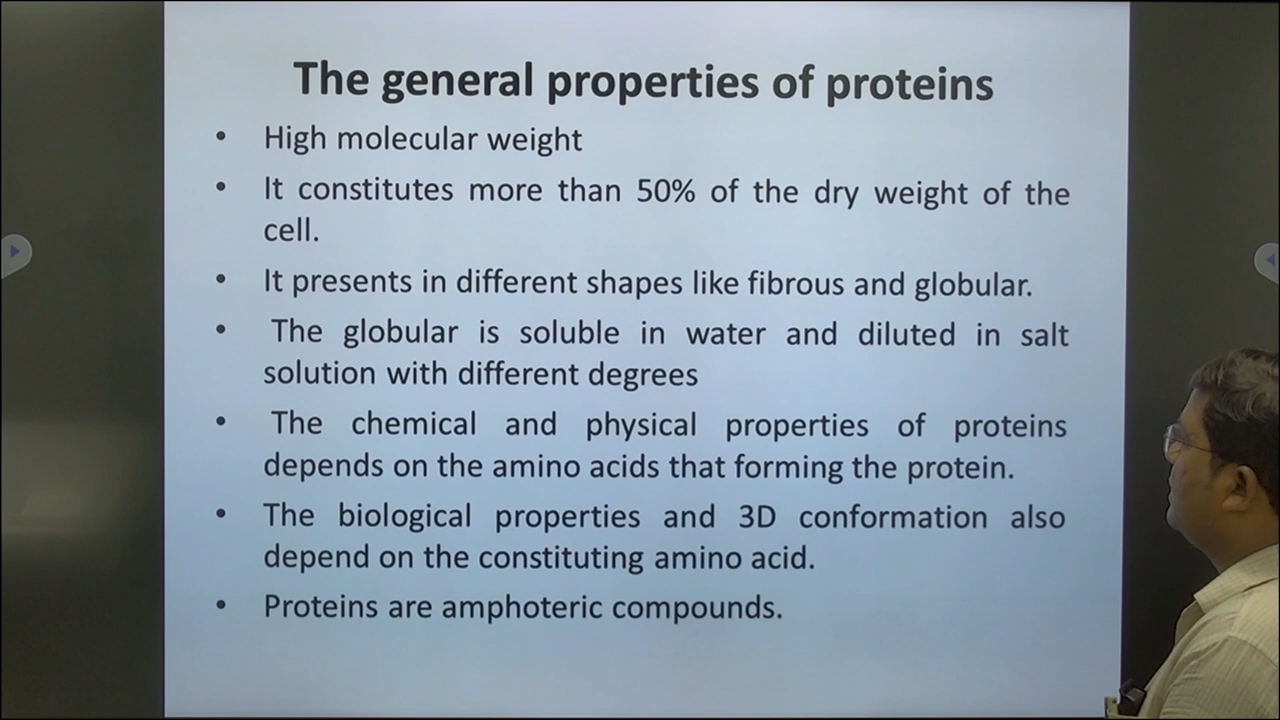 The general properties of proteins
• High molecular weight
• It constitutes more than 50% of the dry weight of the
cell.
• It presents in different shapes like fibrous and globular.
• The globular is soluble in water and diluted in salt
solution with different degrees
• The chemical and physical properties of proteins
depends on the amino acids that forming the protein.
• The biological properties and 3D conformation also
depend on the constituting amino acid.
• Proteins are amphoteric compounds.